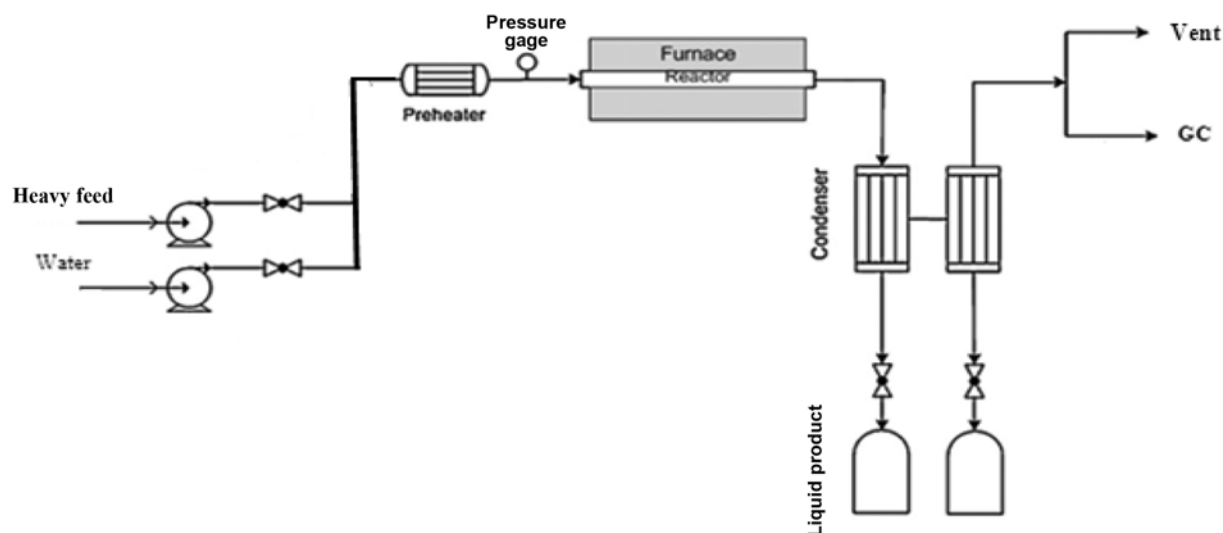 Pressure
gage
Vent
Furnace
Reactor
Preheater
GC
Heavy feed
Condenser
Water
Liquid product